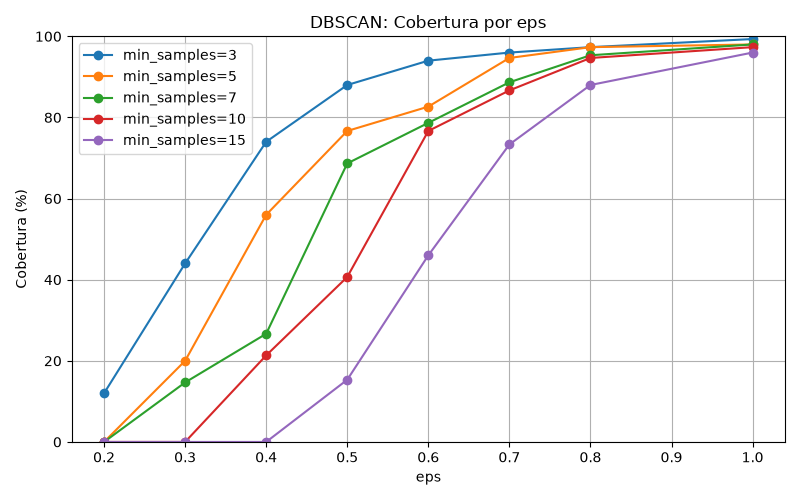 DBSCAN: Cobertura por eps
100
80
60
40
20
0
Cobertura (%)
min_samples=3
min_samples=5
min_samples=7
min_samples=10
min_samples=15
0.2 0.3 0.4 0.5 0.6 0.7 0.8 0.9 1.0
eps